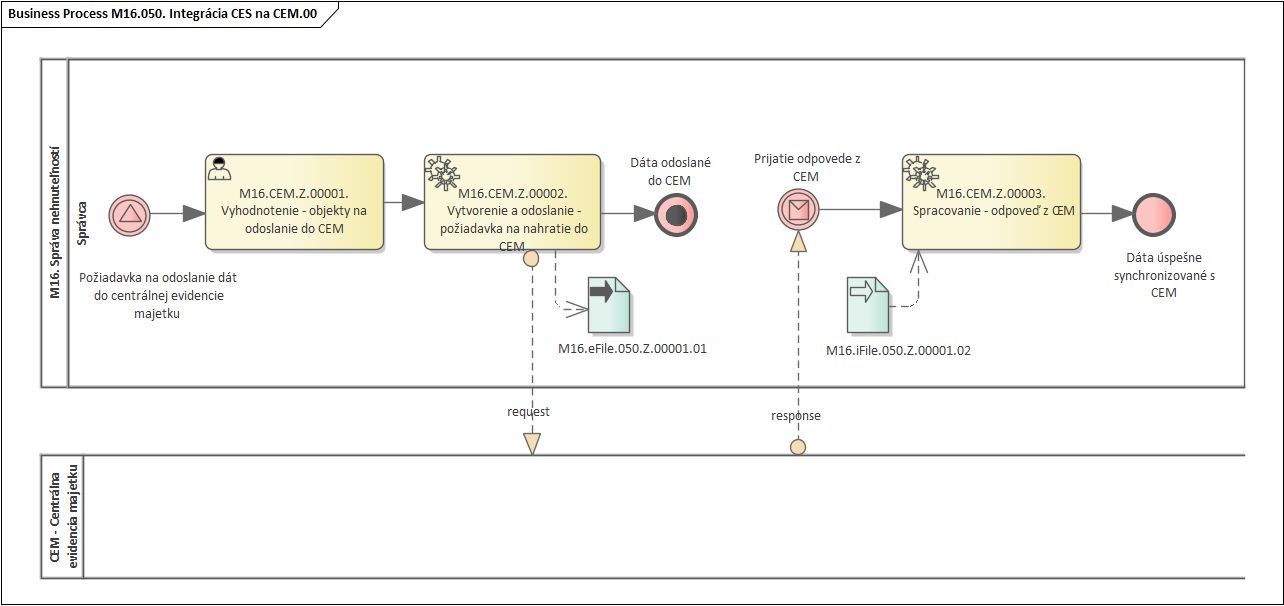 Business Process M16.050. Integrácia CES na CEM.00
M16. Správa nehnuteľností
Správca
Požiadavka na odoslanie dát
do centrálnej evidencie
majetku
M16.CEM.Z.00001.
Vyhodnotenie - objekty na
odoslanie do CEM
M16.CEM.Z.00002.
Vytvorenie a odoslanie -
požiadavka na nahratie do
CEM
Dáta odoslané
do CEM
M16.eFile.050.Z.00001.01
Prijatie odpovede z
CEM
M16.CEM.Z.00003.
Spracovanie - odpoveď z CEM
M16.iFile.050.Z.00001.02
Dáta úspešne
synchronizované s
CEM
request
response
CEM - Centrálna
evidencia majetku